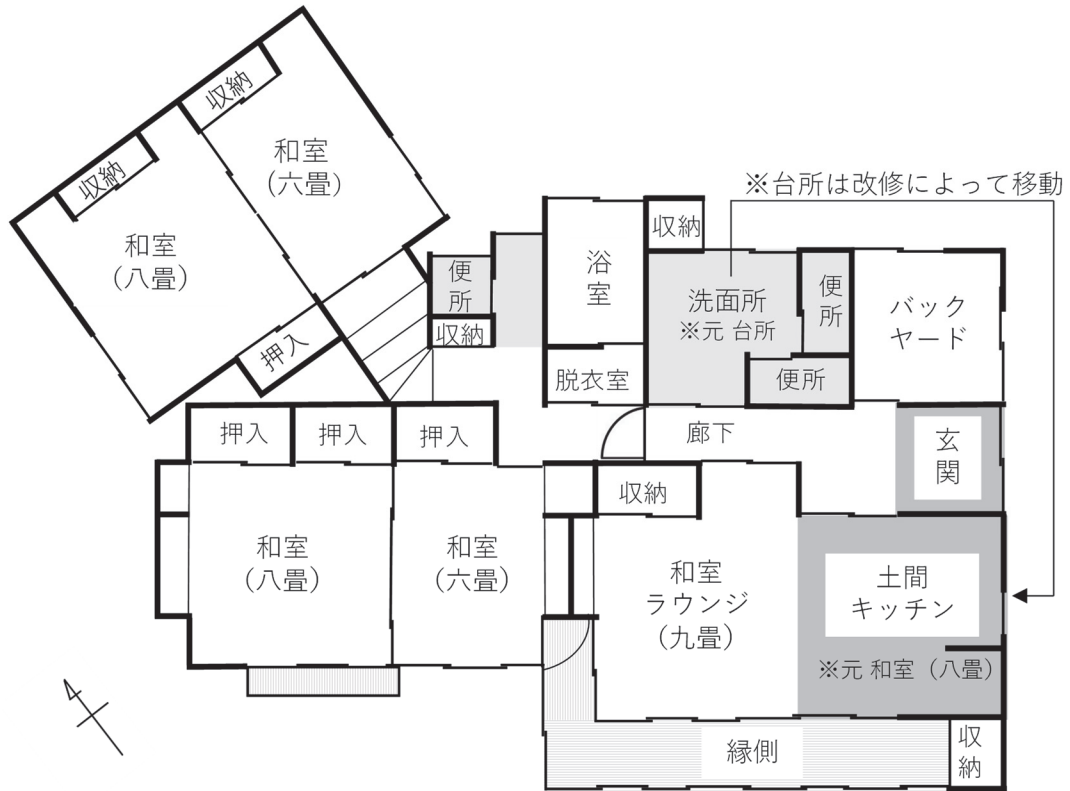 収納
収納
和室
（六畳）
和室
（八畳）
押入
便
所
収納
浴
室
脱衣室
収納
※台所は改修によって移動
洗面所
※元 台所
便
所
便所
バック
ヤード
押入
押入
押入
廊下
玄
関
収納
和室
（八畳）
和室
（六畳）
和室
ラウンジ
（九畳）
土間
キッチン
※元 和室（八畳）
縁側
収
納